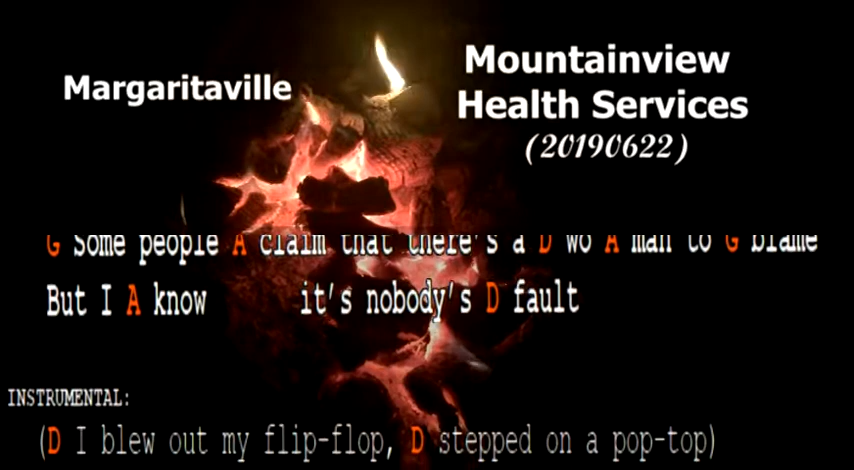 Margaritaville
Mountainview
Health Services
(20190622)
G Some people A claim that there's a D wo A man to G blame
But I A know it's nobody's D fault
INSTRUMENTAL:
(D I blew out my flip-flop, D stepped on a pop-top)